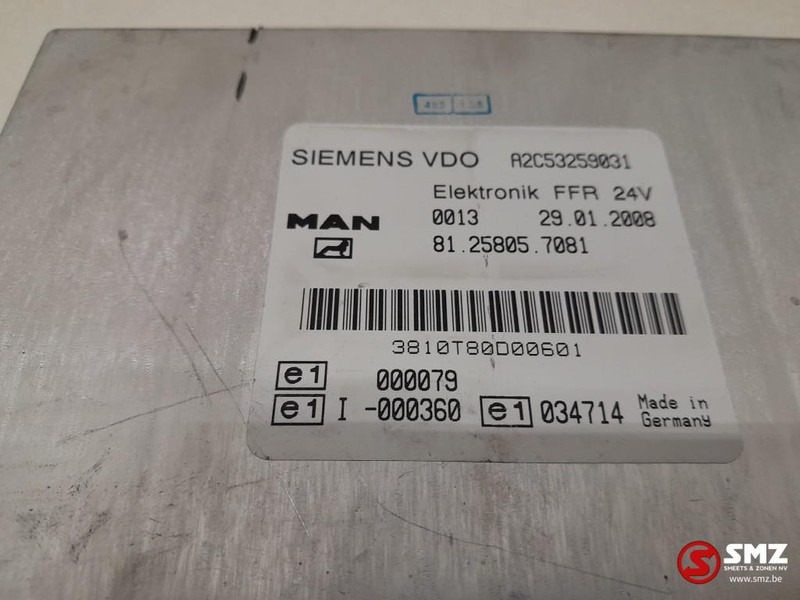 SIEMENS VDO A2C53259031
Elektronik FFR 24V
MAN 0013 29.01.2008
81.25805.7081
3810T80D00601
e1 000079
e1 I -000360 e1 034714 Made in
Germany
SMZ
SMEETS & ZONEN NV
www.smz.be